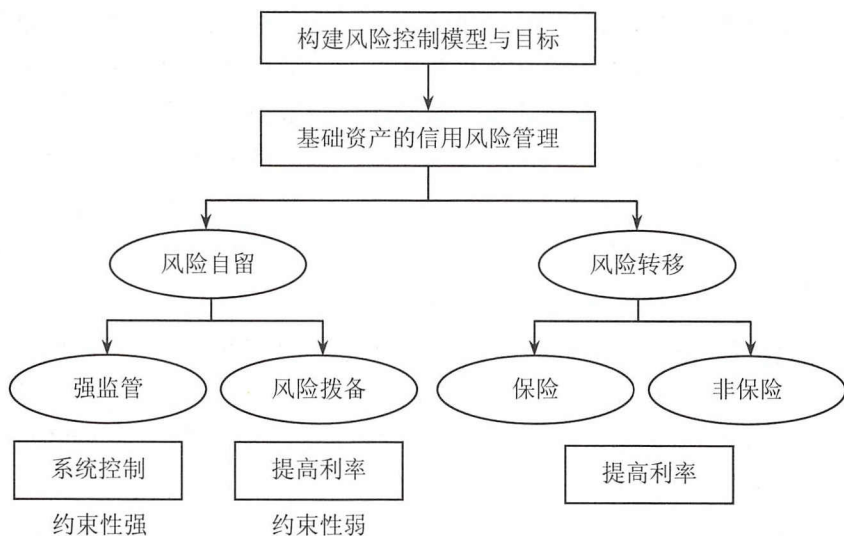 构建风险控制模型与目标
基础资产的信用风险管理
风险自留
风险转移
强监管
风险拨备
保险
非保险
系统控制
提高利率
提高利率
约束性强
约束性弱